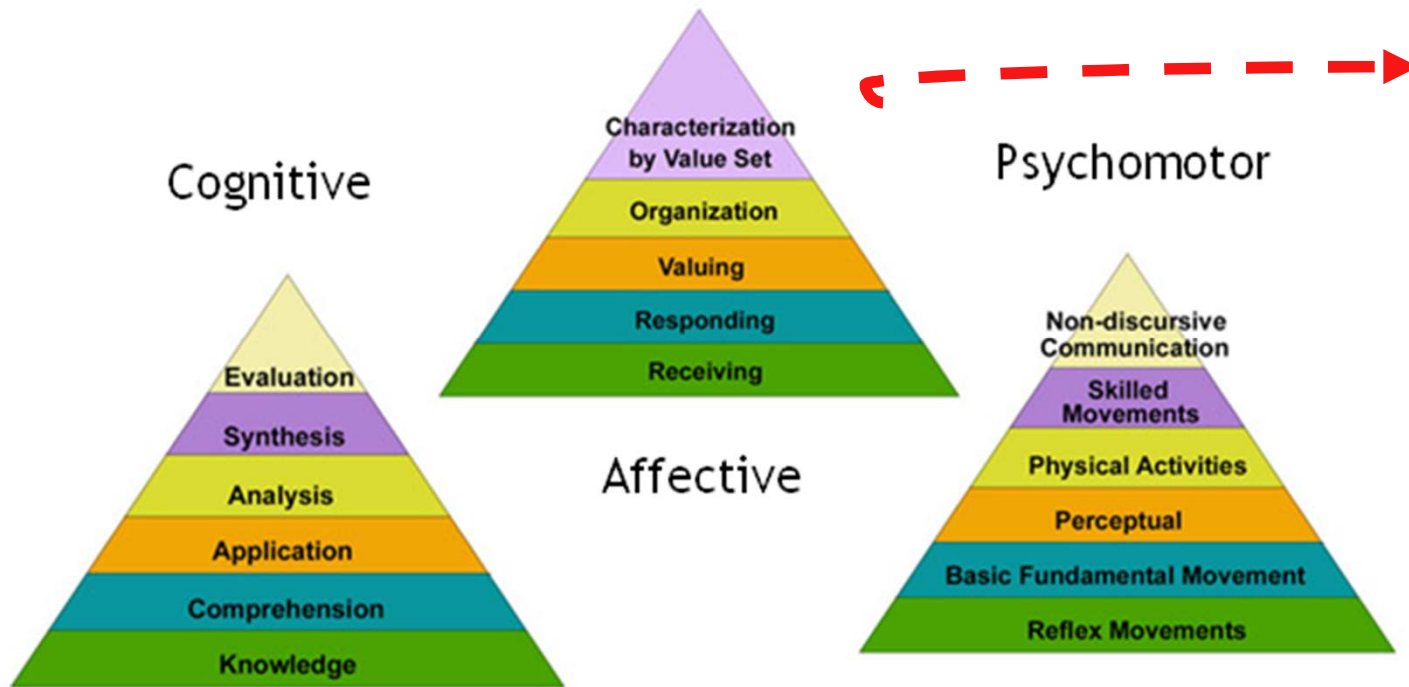 Cognitive
Evaluation
Synthesis
Analysis
Application
Comprehension
Knowledge
Characterization
by Value Set
Organization
Valuing
Responding
Receiving
Affective
Psychomotor
Non-discursive
Communication
Skilled
Movements
Physical Activities
Perceptual
Basic Fundamental Movement
Reflex Movements